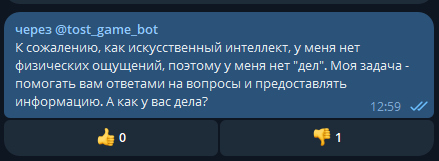 через @tost_game_bot
К сожалению, как искусственный интеллект, у меня нет
физических ощущений, поэтому у меня нет "дел". Моя задача -
помогать вам ответами на вопросы и предоставлять
информацию. А как у вас дела?
12:59
👍 0
👎 1